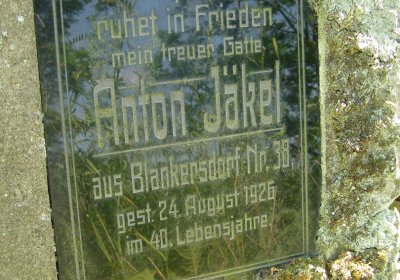 ruhet in Frieden
mein treuer Gatte
Anton Jäkel
aus Blankersdorf Nr. 38
gest. 24. August 1926
im 40. Lebensjahre